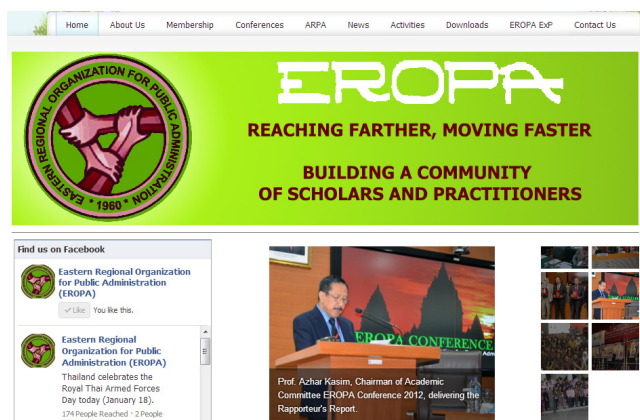 Home About Us Membership Conferences ARPA News Activities Downloads EROPA ExP Contact Us
EASTERN REGIONAL ORGANIZATION FOR PUBLIC ADMINISTRATION
* 1960 *
EROPA
REACHING FARTHER, MOVING FASTER
BUILDING A COMMUNITY
OF SCHOLARS AND PRACTITIONERS
Find us on Facebook
Eastern Regional Organization
for Public Administration
(EROPA)
Like You like this.
Eastern Regional
Organization for Public
Administration (EROPA)
Thailand celebrates the
Royal Thai Armed Forces
Day today (January 18).
174 People Reached · 2 People
EROPA CONFERENCE
Admi
Prof. Azhar Kasim, Chairman of Academic
Committee EROPA Conference 2012, delivering the
Rapporteur's Report.